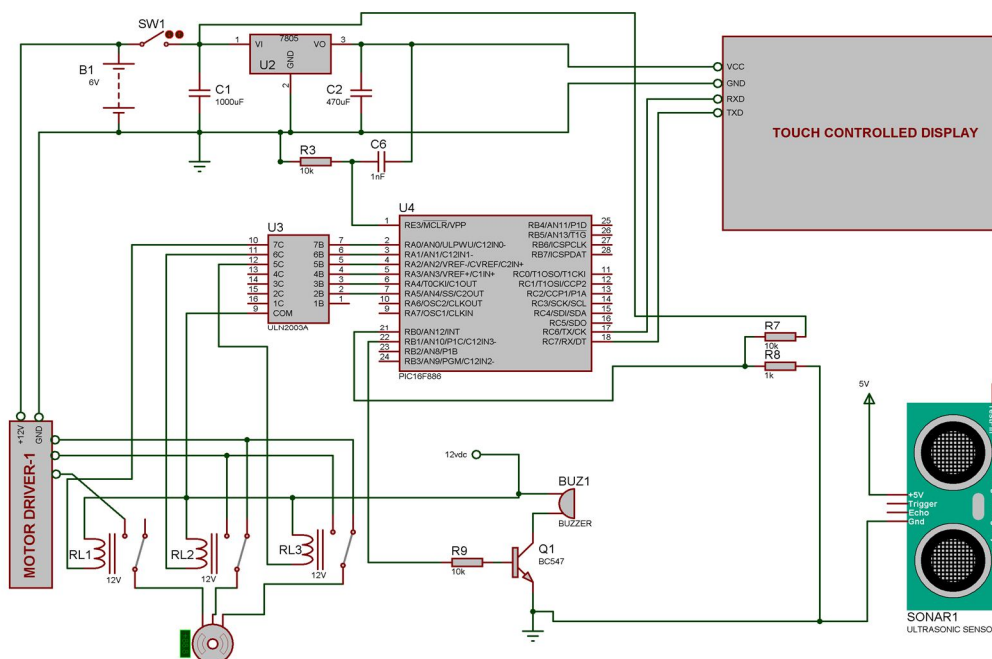 SW1
B1
6V
C1
1000uF
1
VI
7805
VO
3
GND
U2
2
C2
470uF
R3
10k
C6
1nF
VCC
GND
RXD
TXD
TOUCH CONTROLLED DISPLAY
U3
10 7C 7B 7
11 6C 6B 6
12 5C 5B 5
13 4C 4B 4
14 3C 3B 3
15 2C 2B 2
16 1C 1B 1
9 COM
ULN2003A
U4
1 RE3/MCLR/VPP
2 RA0/AN0/ULPWU/C12IN0-
3 RA1/AN1/C12IN1-
4 RA2/AN2/VREF-/CVREF/C2IN+
5 RA3/AN3/VREF+/C1IN+
6 RA4/T0CKI/C1OUT
7 RA5/AN4/SS/C2OUT
10 RA6/OSC2/CLKOUT
9 RA7/OSC1/CLKIN
21 RB0/AN12/INT
22 RB1/AN10/P1C/C12IN3-
23 RB2/AN8/P1B
24 RB3/AN9/PGM/C12IN2-
RB4/AN11/P1D 25
RB5/AN13/T1G 26
RB6/ICSPCLK 27
RB7/ICSPDAT 28
RC0/T1OSO/T1CKI 11
RC1/T1OSI/CCP2 12
RC2/CCP1/P1A 13
RC3/SCK/SCL 14
RC4/SDI/SDA 15
RC5/SDO 16
RC6/TX/CK 17
RC7/RX/DT 18
PIC16F886
R7
10k
R8
1k
5V
+5V
Trigger
Echo
Gnd
SONAR1
ULTRASONIC SENSO
+12V
GND
MOTOR DRIVER-1
12vdc
BUZ1
BUZZER
R9
10k
Q1
BC547
RL1
12V
RL2
12V
RL3
12V